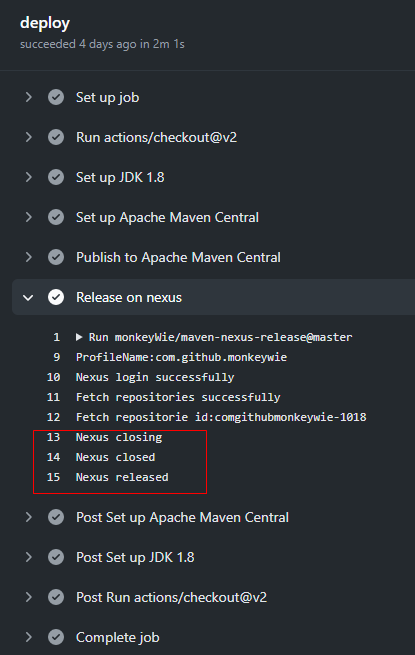 deploy
succeeded 4 days ago in 2m 1s
Set up job
Run actions/checkout@v2
Set up JDK 1.8
Set up Apache Maven Central
Publish to Apache Maven Central
Release on nexus
1 Run monkeyWie/maven-nexus-release@master
9 ProfileName:com.github.monkeywie
10 Nexus login successfully
11 Fetch repositories successfully
12 Fetch repositorie id:comgithubmonkeywie-1018
13 Nexus closing
14 Nexus closed
15 Nexus released
Post Set up Apache Maven Central
Post Set up JDK 1.8
Post Run actions/checkout@v2
Complete job